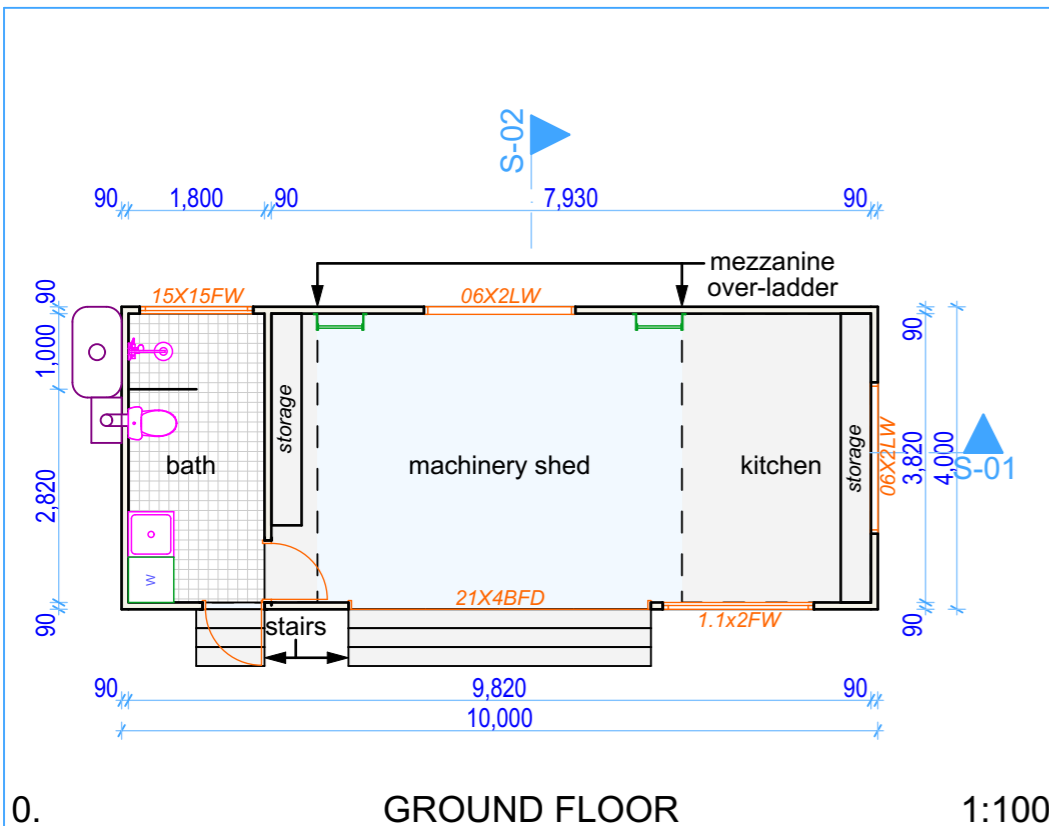 S-02
90 1,800 90 7,930 90
mezzanine
over-ladder
15X15FW 06X2LW
90
1,000
2,820
90
storage
bath machinery shed kitchen
storage
06X2LW
90
3,820
90
4,000
S-01
W
21X4BFD
1.1x2FW
stairs
90 9,820 90
10,000
0. GROUND FLOOR 1:100